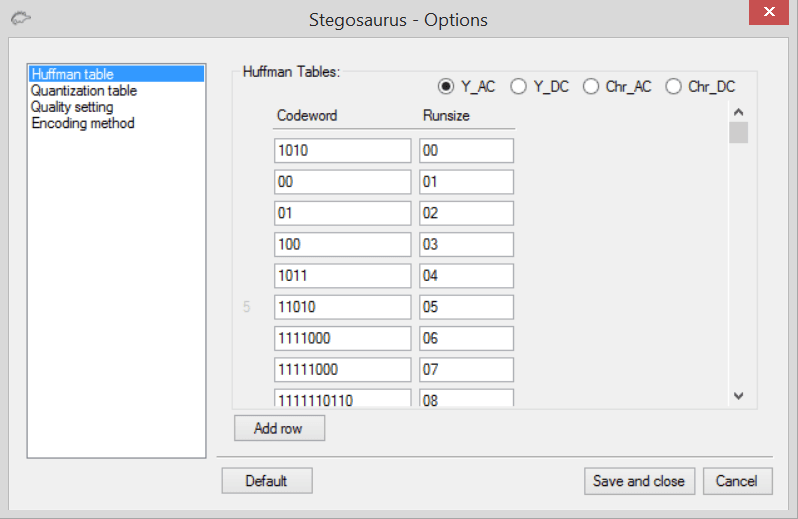 Stegosaurus - Options
Huffman table
Quantization table
Quality setting
Encoding method
Huffman Tables:
Y_AC Y_DC Chr_AC Chr_DC
Codeword Runsize
1010 00
00 01
01 02
100 03
1011 04
5 11010 05
1111000 06
11111000 07
1111110110 08
Add row
Default Save and close Cancel